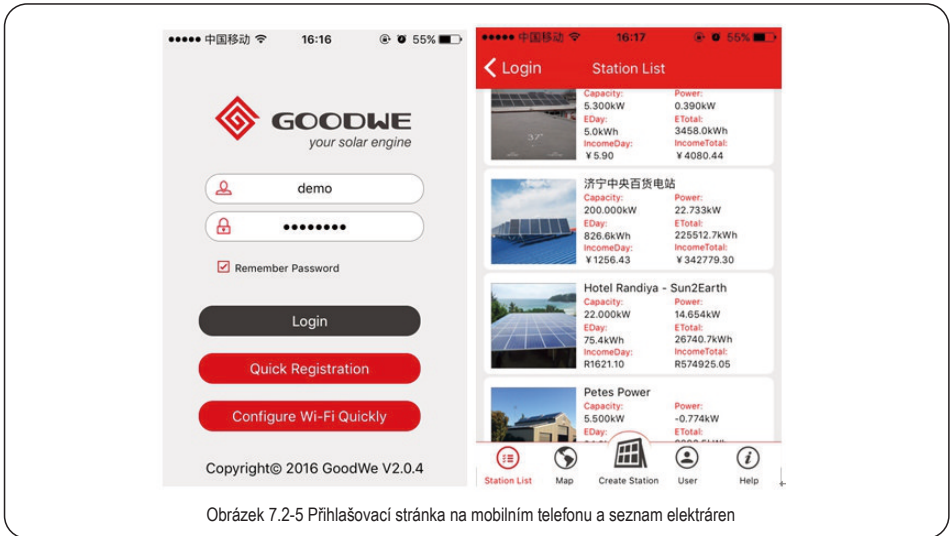 中国移动 16:16 55%
GOODWE
your solar engine
demo
Remember Password
Login
Quick Registration
Configure Wi-Fi Quickly
Copyright© 2016 GoodWe V2.0.4
中国移动 16:17 55%
Login Station List
Capacity: Power:
5.300kW 0.390kW
EDay: ETotal:
5.0kWh 3458.0kWh
IncomeDay: IncomeTotal:
¥5.90 ¥4080.44
济宁中央百货电站
Capacity: Power:
200.000kW 22.733kW
EDay: ETotal:
826.6kWh 225512.7kWh
IncomeDay: IncomeTotal:
¥1256.43 ¥342779.30
Hotel Randiya - Sun2Earth
Capacity: Power:
22.000kW 14.654kW
EDay: ETotal:
75.4kWh 26740.7kWh
IncomeDay: IncomeTotal:
R1621.10 R574925.05
Petes Power
Capacity: Power:
5.500kW -0.774kW
EDay: ETotal:
Station List Map Create Station User Help
Obrázek 7.2-5 Přihlašovací stránka na mobilním telefonu a seznam elektráren